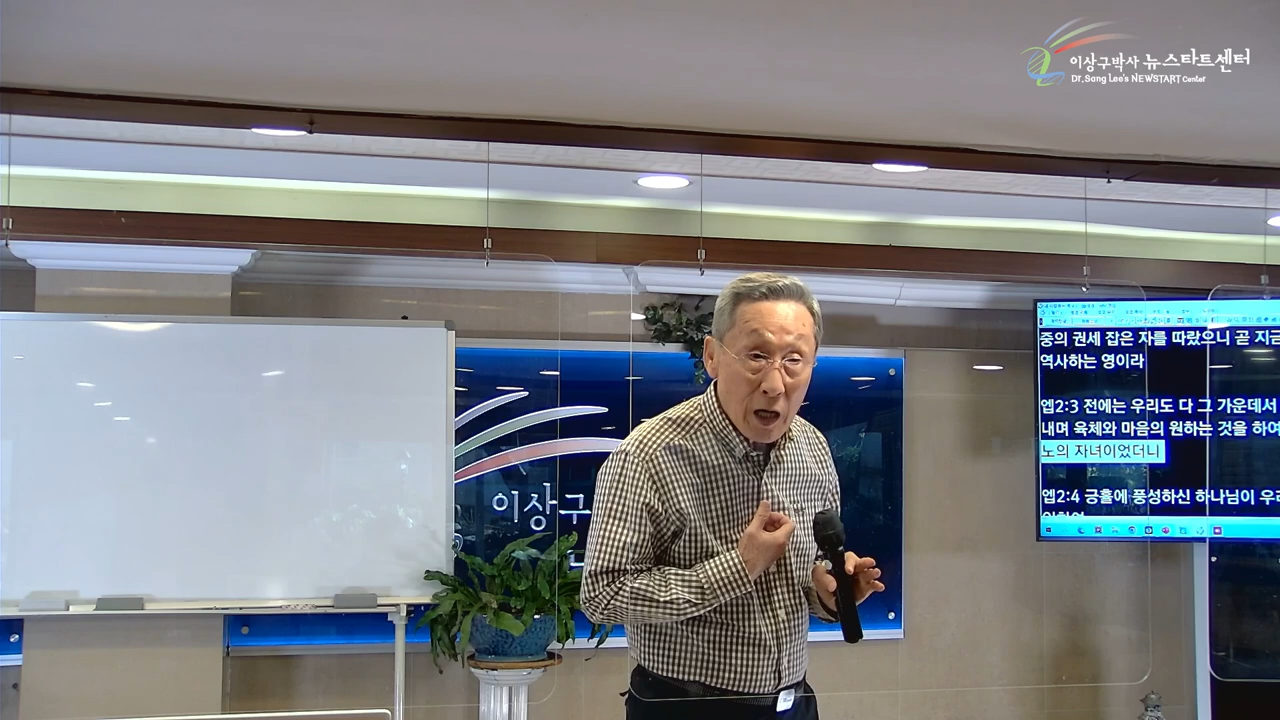 이상구박사 뉴스타트센터
Dr. Sang Lee's NEWSTART Center
중의 권세 잡은 자를 따랐으니 곧 지금
역사하는 영이라
엡2:3 전에는 우리도 다 그 가운데서
내며 육체와 마음의 원하는 것을 하여
노의 자녀이었더니
엡2:4 긍휼에 풍성하신 하나님이 우리
이상구